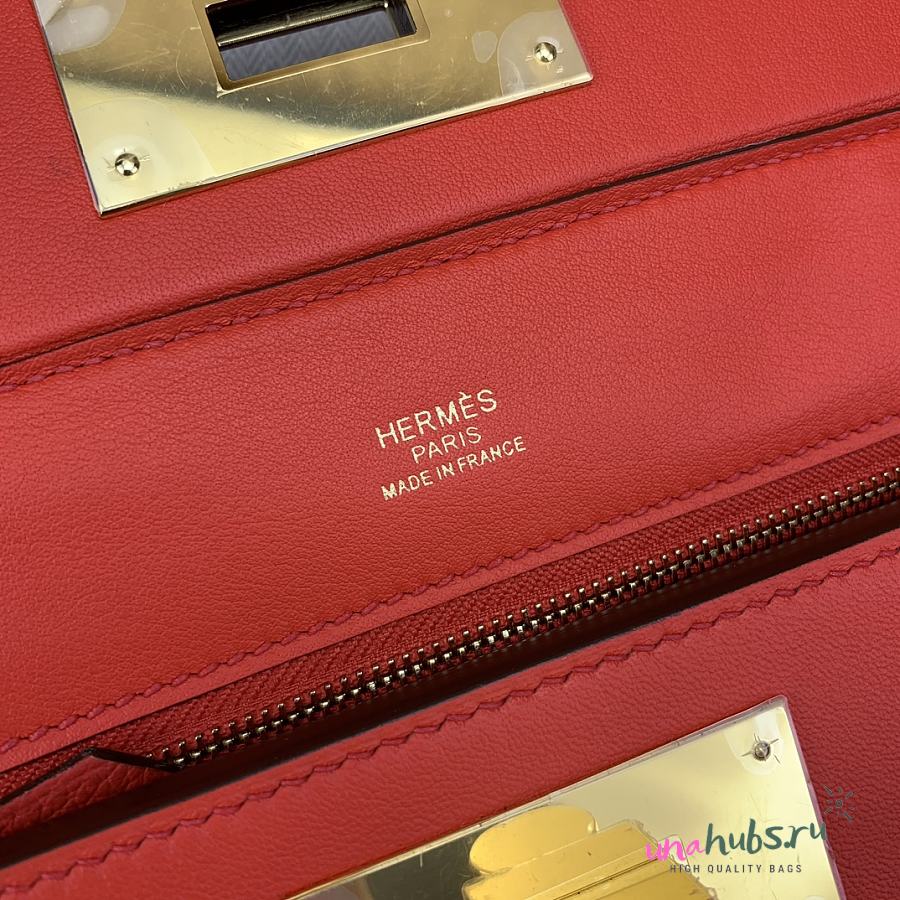 HERMÈS
PARIS
MADE IN FRANCE
unahubs.ru
HIGH QUALITY BAGS